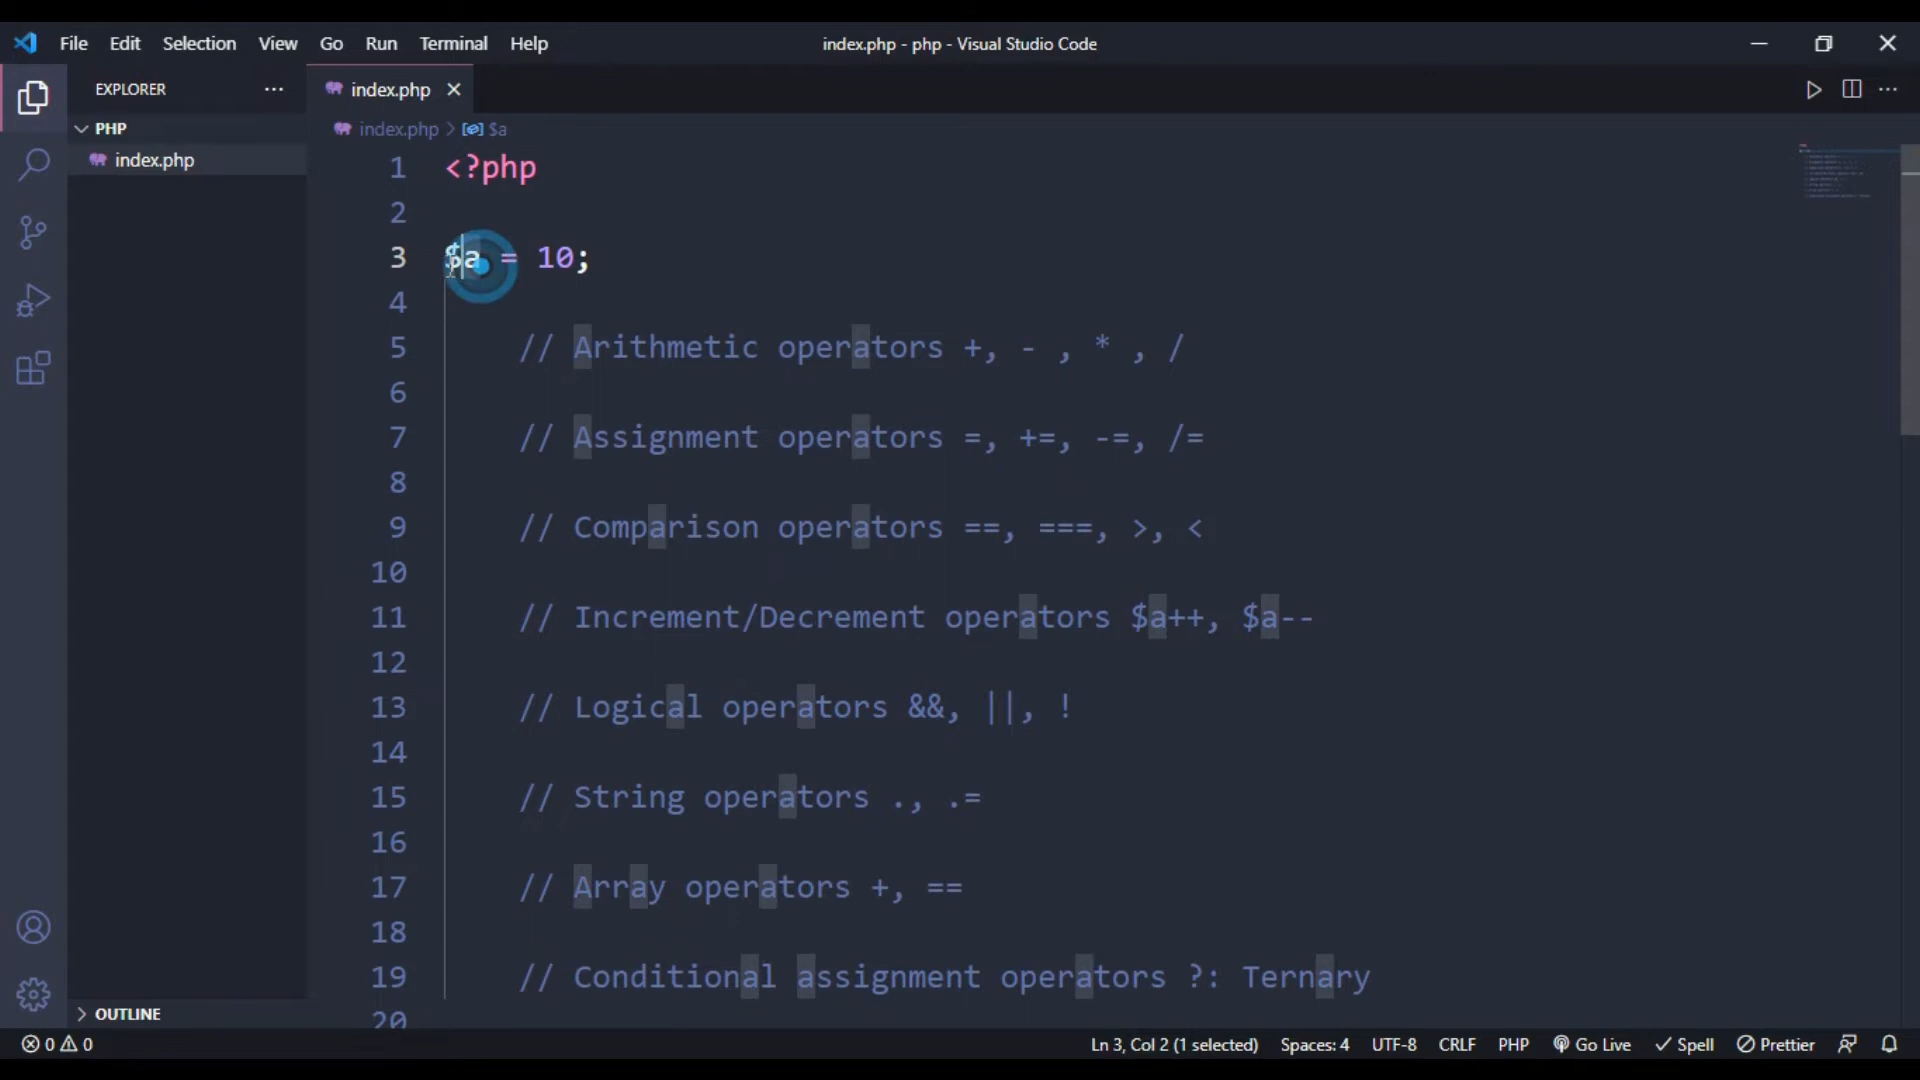 File Edit Selection View Go Run Terminal Help index.php - php - Visual Studio Code
EXPLORER ··· index.php
PHP index.php > $a
index.php
1 <?php
2
3 $a = 10;
4
5 // Arithmetic operators +, - , * , /
6
7 // Assignment operators =, +=, -=, /=
8
9 // Comparison operators ==, ===, >, <
10
11 // Increment/Decrement operators $a++, $a--
12
13 // Logical operators &&, ||, !
14
15 // String operators ., .=
16
17 // Array operators +, ==
18
19 // Conditional assignment operators ?: Ternary
20
OUTLINE
0 0 Ln 3, Col 2 (1 selected) Spaces: 4 UTF-8 CRLF PHP Go Live Spell Prettier